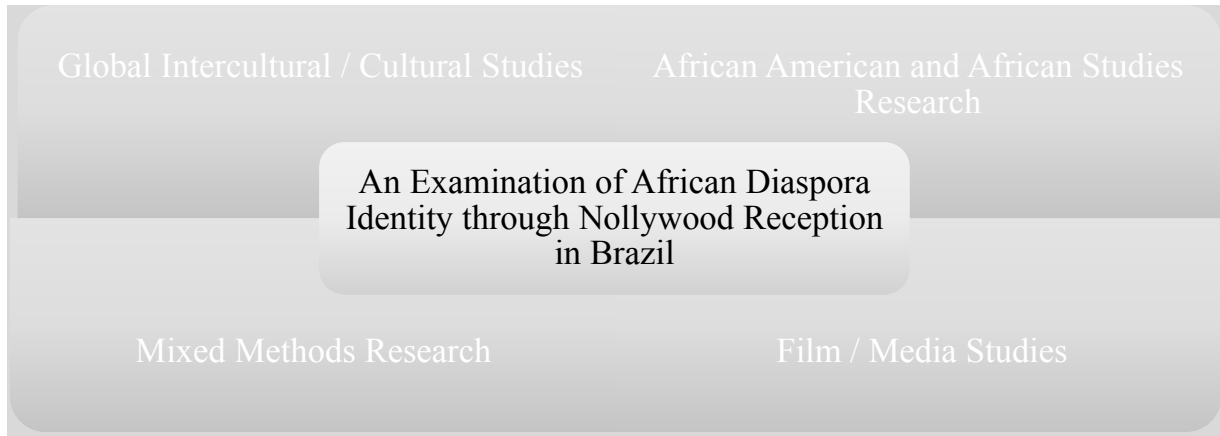 Global Intercultural / Cultural Studies
African American and African Studies
Research
An Examination of African Diaspora
Identity through Nollywood Reception
in Brazil
Mixed Methods Research
Film / Media Studies